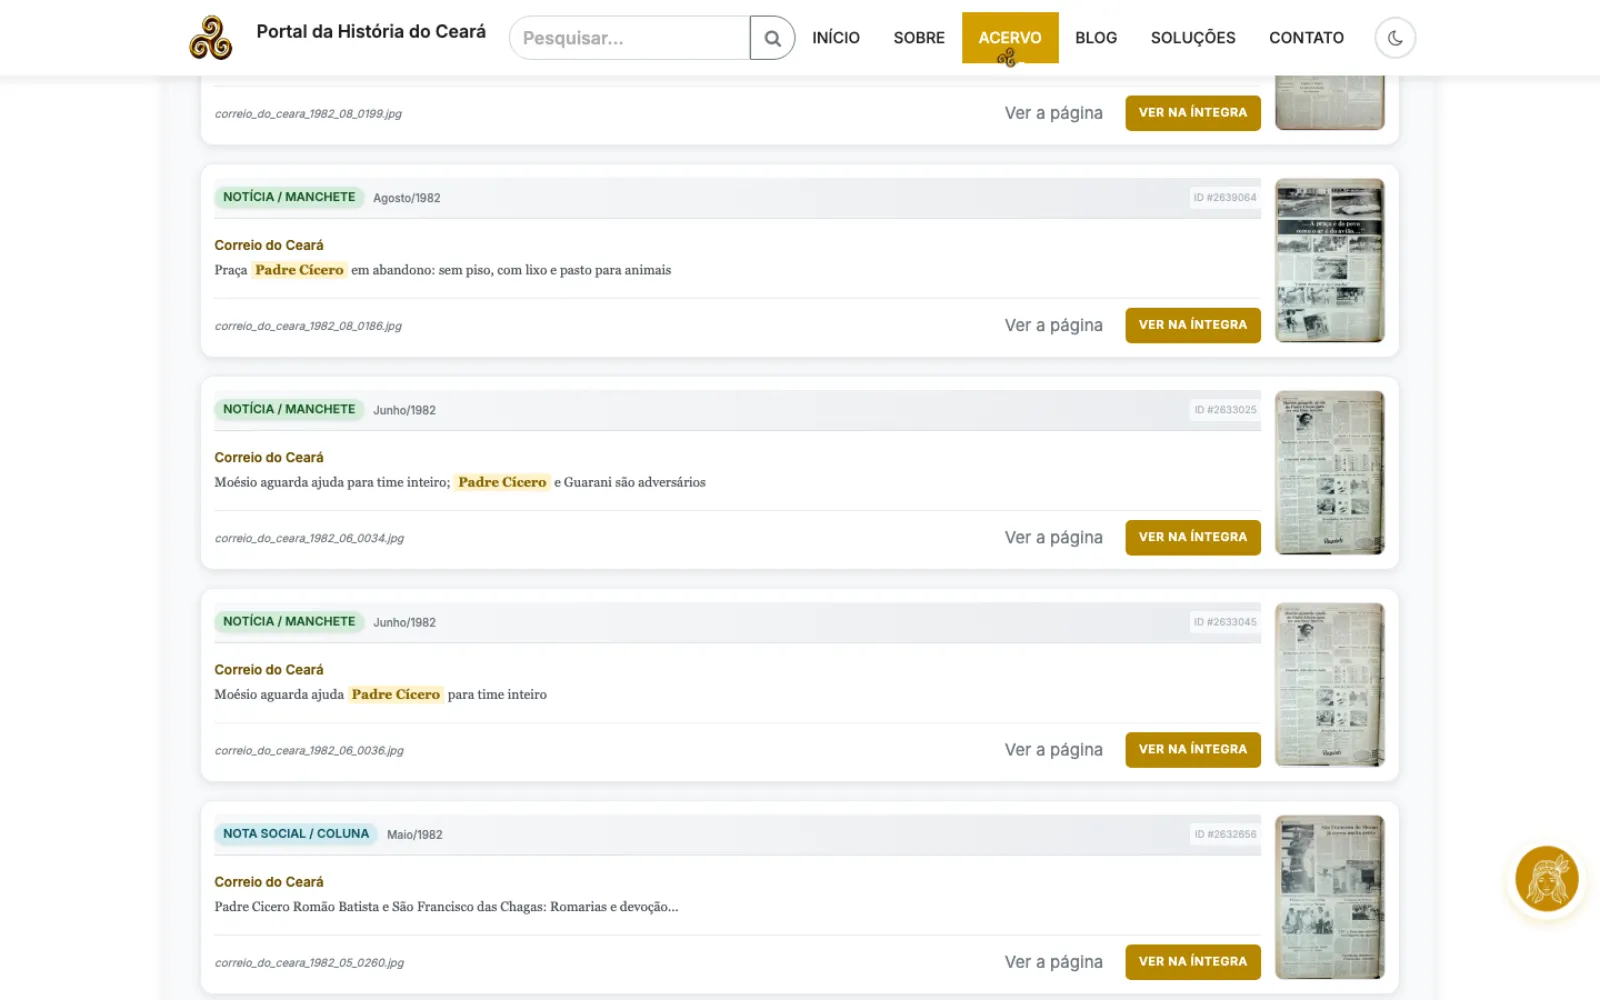 Portal da História do Ceará
Pesquisar...
INÍCIO
SOBRE
ACERVO
BLOG
SOLUÇÕES
CONTATO
correio_do_ceara_1982_08_0199.jpg
Ver a página
VER NA ÍNTEGRA
NOTÍCIA / MANCHETE Agosto/1982 ID #2639064
Correio do Ceará
Praça Padre Cícero em abandono: sem piso, com lixo e pasto para animais
correio_do_ceara_1982_08_0186.jpg
Ver a página
VER NA ÍNTEGRA
NOTÍCIA / MANCHETE Junho/1982 ID #2633025
Correio do Ceará
Moésio aguarda ajuda para time inteiro; Padre Cícero e Guarani são adversários
correio_do_ceara_1982_06_0034.jpg
Ver a página
VER NA ÍNTEGRA
NOTÍCIA / MANCHETE Junho/1982 ID #2633045
Correio do Ceará
Moésio aguarda ajuda Padre Cícero para time inteiro
correio_do_ceara_1982_06_0036.jpg
Ver a página
VER NA ÍNTEGRA
NOTA SOCIAL / COLUNA Maio/1982 ID #2632656
Correio do Ceará
Padre Cicero Romão Batista e São Francisco das Chagas: Romarias e devoção...
correio_do_ceara_1982_05_0260.jpg
Ver a página
VER NA ÍNTEGRA